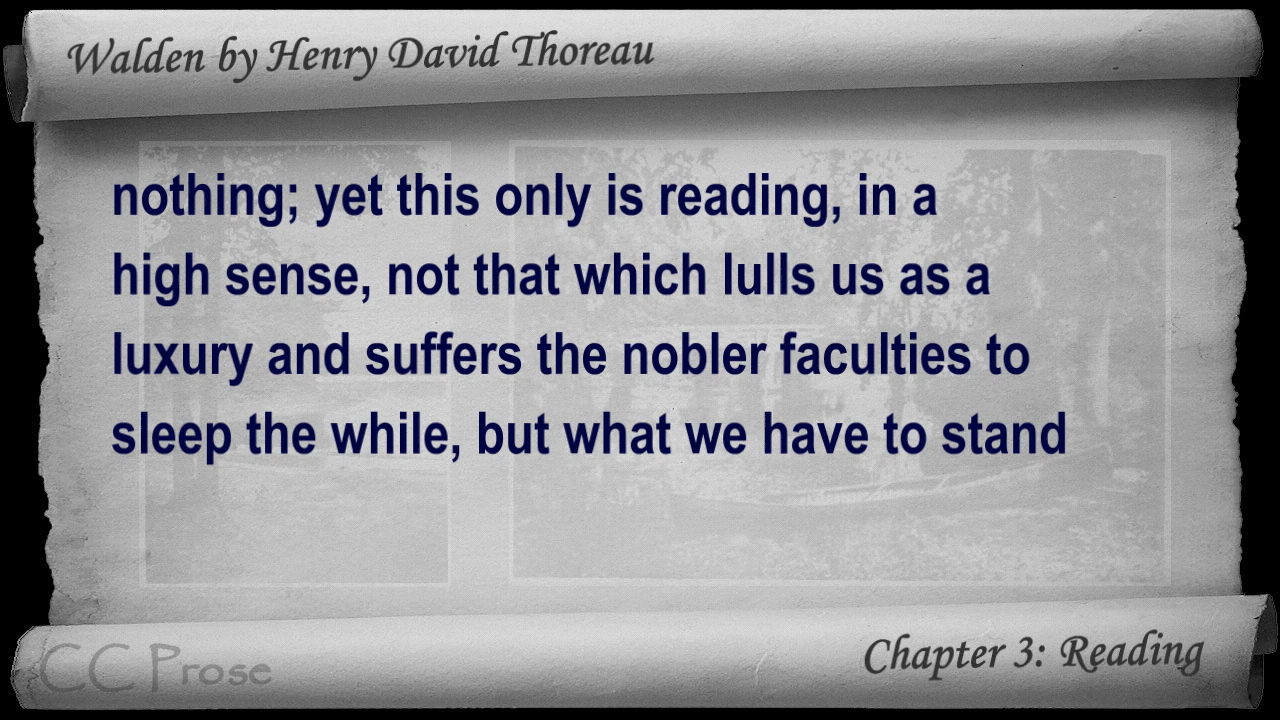 Walden by Henry David Thoreau
nothing; yet this only is reading, in a
high sense, not that which lulls us as a
luxury and suffers the nobler faculties to
sleep the while, but what we have to stand
CC Prose
Chapter 3: Reading